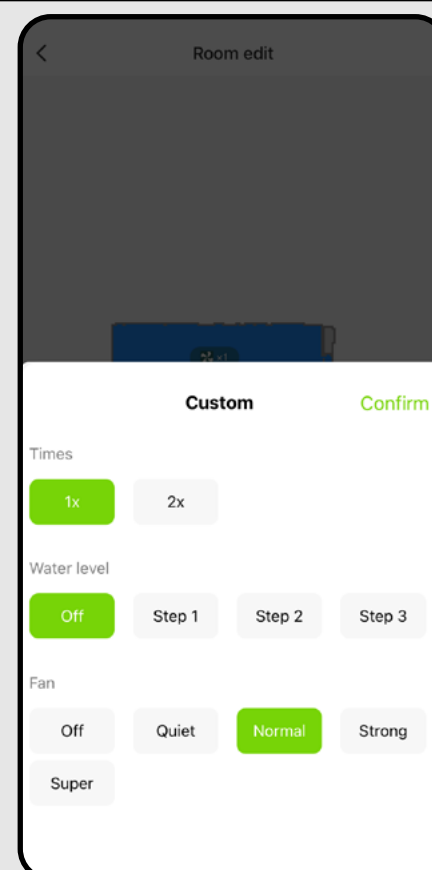 Room edit
Custom
Confirm
Times
1x
2x
Water level
Off
Step 1
Step 2
Step 3
Fan
Off
Quiet
Normal
Strong
Super